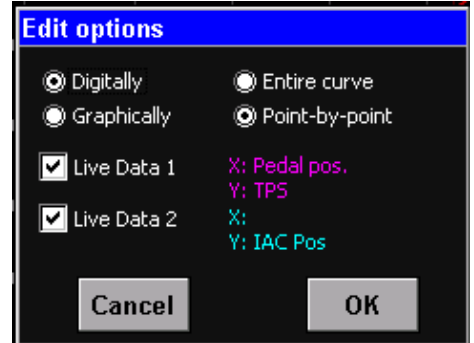 Edit options
Digitally
Entire curve
Graphically
Point-by-point
Live Data 1
X: Pedal pos.
Y: TPS
Live Data 2
X:
Y: IAC Pos
Cancel
OK